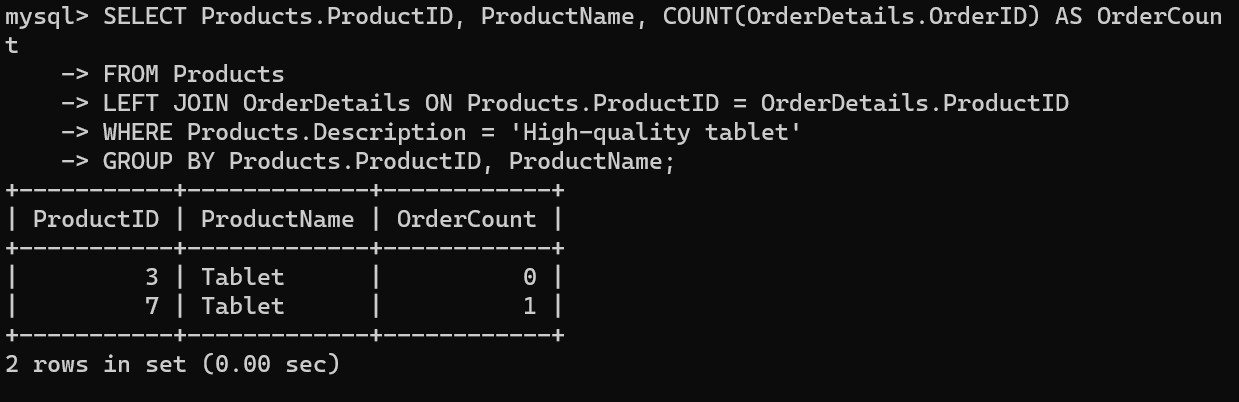 mysql> SELECT Products.ProductID, ProductName, COUNT(OrderDetails.OrderID) AS OrderCoun
t
    -> FROM Products
    -> LEFT JOIN OrderDetails ON Products.ProductID = OrderDetails.ProductID
    -> WHERE Products.Description = 'High-quality tablet'
    -> GROUP BY Products.ProductID, ProductName;
+-----------+-------------+------------+
| ProductID | ProductName | OrderCount |
+-----------+-------------+------------+
|         3 | Tablet      |          0 |
|         7 | Tablet      |          1 |
+-----------+-------------+------------+
2 rows in set (0.00 sec)